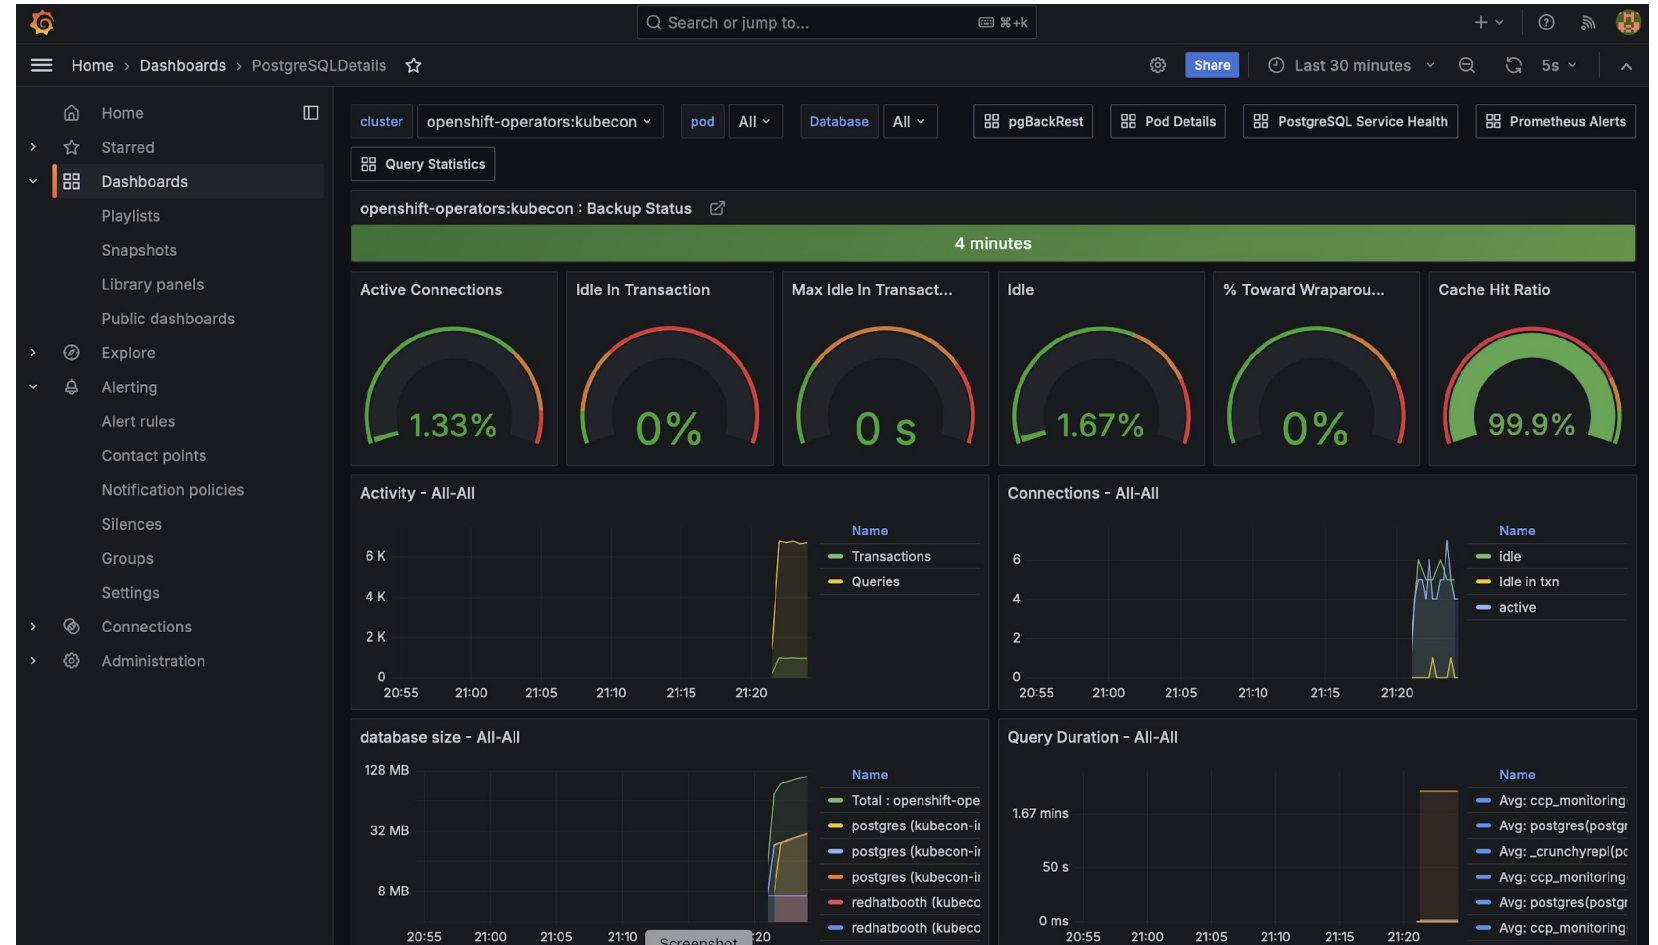 Search or jump to... ⌘+k
Home › Dashboards › PostgreSQLDetails
Share
Last 30 minutes
5s
Home
Starred
Dashboards
Playlists
Snapshots
Library panels
Public dashboards
Explore
Alerting
Alert rules
Contact points
Notification policies
Silences
Groups
Settings
Connections
Administration
cluster openshift-operators:kubecon pod All Database All pgBackRest Pod Details PostgreSQL Service Health Prometheus Alerts
Query Statistics
openshift-operators:kubecon : Backup Status
4 minutes
Active Connections
1.33%
Idle In Transaction
0%
Max Idle In Transact...
0 s
Idle
1.67%
% Toward Wraparou...
0%
Cache Hit Ratio
99.9%
Activity - All-All
6 K
4 K
2 K
0
20:55 21:00 21:05 21:10 21:15 21:20
Name
Transactions
Queries
Connections - All-All
6
4
2
0
20:55 21:00 21:05 21:10 21:15 21:20
Name
idle
Idle in txn
active
database size - All-All
128 MB
32 MB
8 MB
20:55 21:00 21:05 21:10 :20
Name
Total : openshift-ope
postgres (kubecon-i
postgres (kubecon-i
postgres (kubecon-i
redhatbooth (kubeco
redhatbooth (kubeco
Screenshot
Query Duration - All-All
1.67 mins
50 s
0 ms
20:55 21:00 21:05 21:10 21:15 21:20
Name
Avg: ccp_monitoring
Avg: postgres(postgr
Avg: _crunchyrepl(po
Avg: ccp_monitoring
Avg: postgres(postgr
Avg: ccp_monitoring